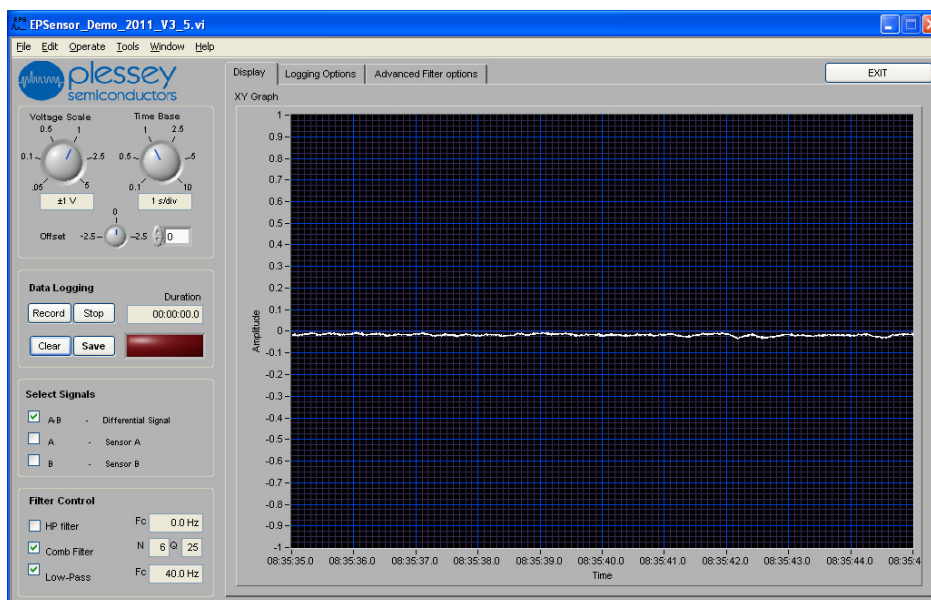 EPSensor_Demo_2011_V3_5.vi
File Edit Operate Tools Window Help
plessey
semiconductors
Voltage Scale
0.5 1
0.1 2.5
.05 5
±1 V
Time Base
1 2.5
0.5 5
0.1 10
1 s/div
0
Offset -2.5 2.5 0
Data Logging
Duration
Record Stop 00:00:00.0
Clear Save
Select Signals
A-B - Differential Signal
A - Sensor A
B - Sensor B
Filter Control
HP filter Fc 0.0 Hz
Comb Filter N 6 Q 25
Low-Pass Fc 40.0 Hz
Display Logging Options Advanced Filter options EXIT
XY Graph
1
0.9
0.8
0.7
0.6
0.5
0.4
0.3
0.2
0.1
0
-0.1
-0.2
-0.3
-0.4
-0.5
-0.6
-0.7
-0.8
-0.9
-1
Amplitude
08:35:35.0 08:35:36.0 08:35:37.0 08:35:38.0 08:35:39.0 08:35:40.0 08:35:41.0 08:35:42.0 08:35:43.0 08:35:44.0 08:35:4
Time